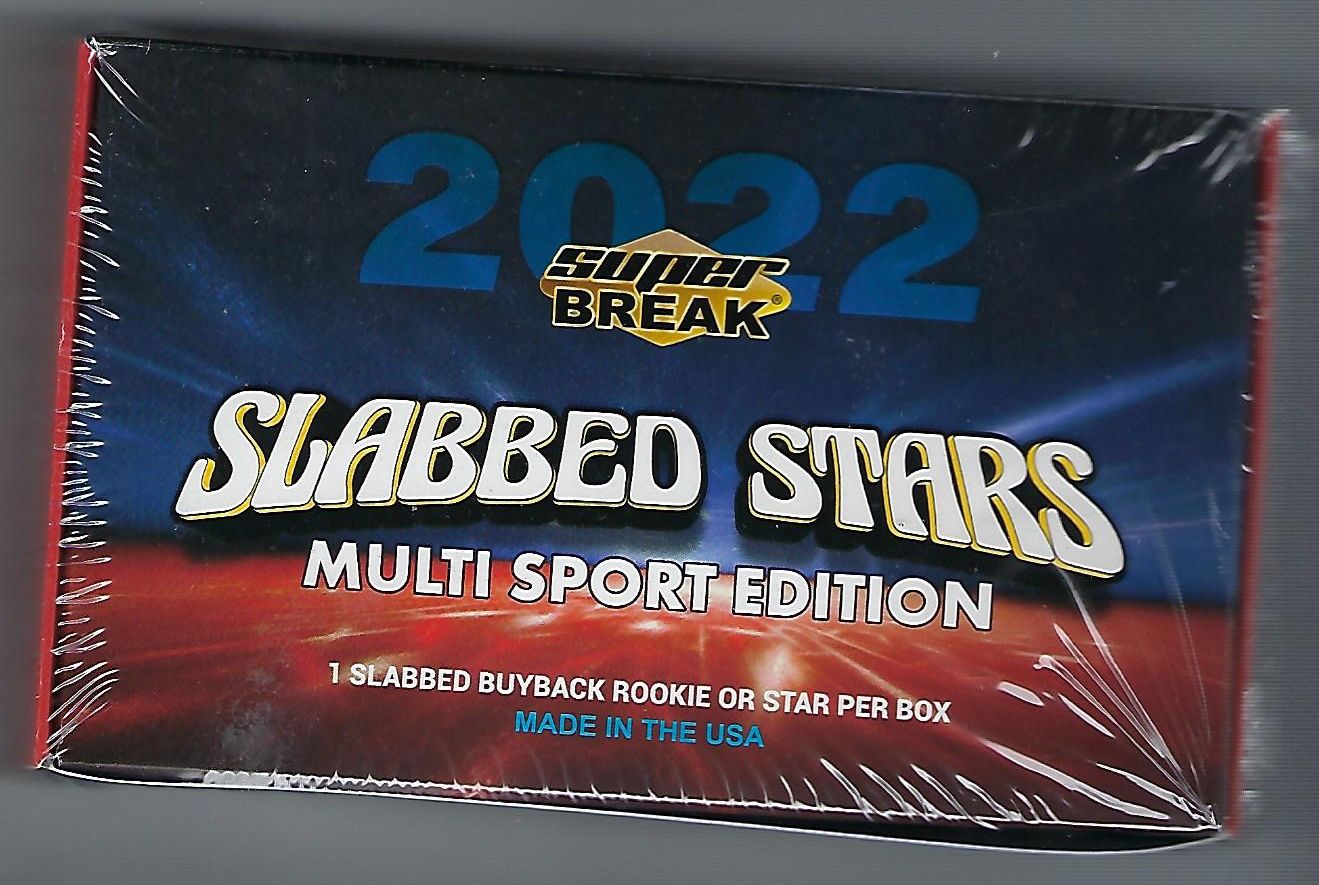 2022
super
BREAK®
SLABBED STARS
MULTI SPORT EDITION
1 SLABBED BUYBACK ROOKIE OR STAR PER BOX
MADE IN THE USA